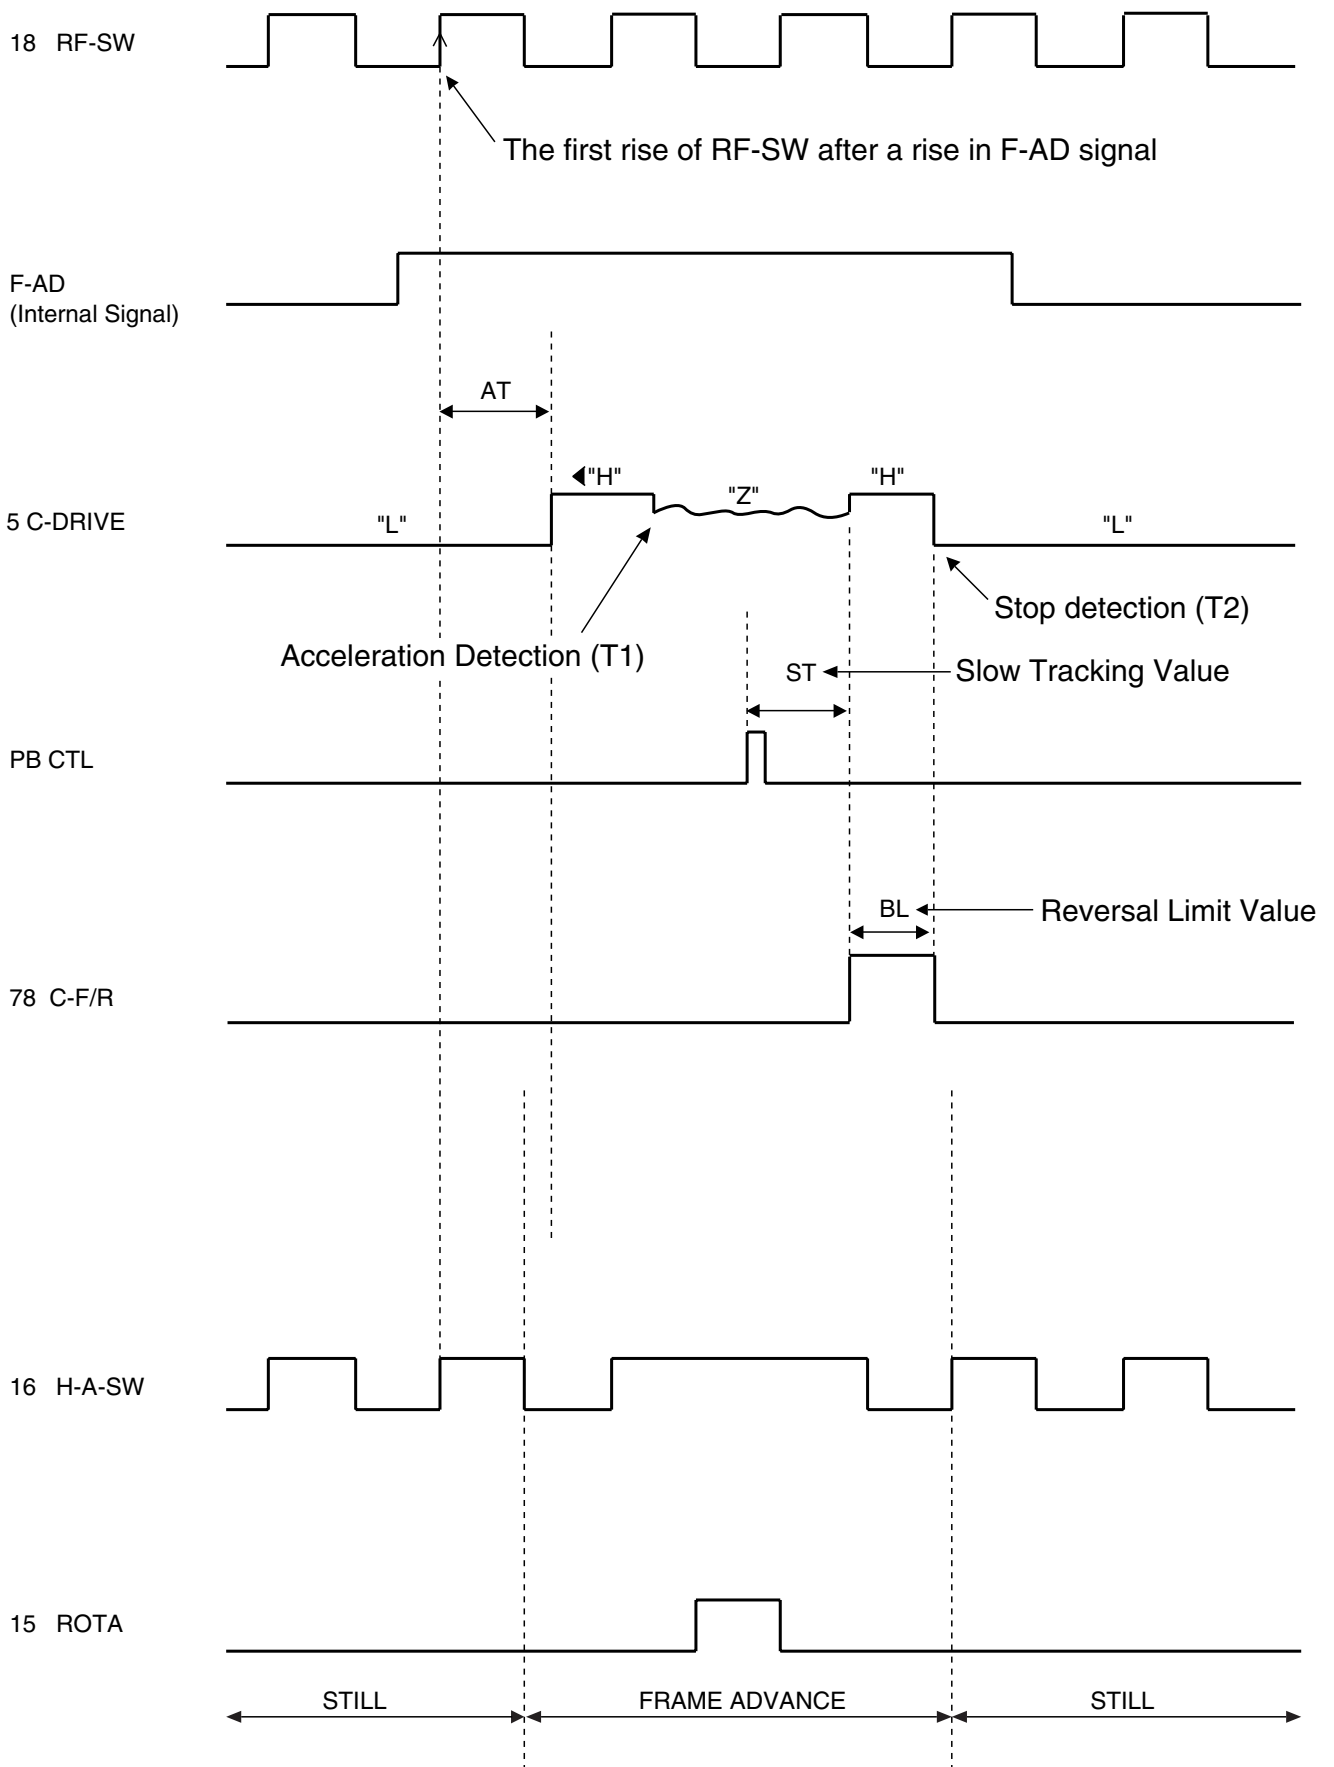 18 RF-SW
The first rise of RF-SW after a rise in F-AD signal
F-AD
(Internal Signal)
AT
"H"
"Z"
"H"
5 C-DRIVE
"L"
"L"
Stop detection (T2)
Acceleration Detection (T1)
ST
Slow Tracking Value
PB CTL
BL
Reversal Limit Value
78 C-F/R
16 H-A-SW
15 ROTA
STILL
FRAME ADVANCE
STILL